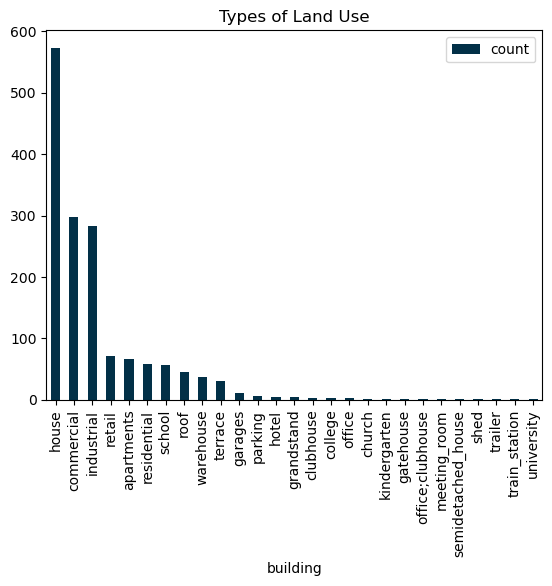 Types of Land Use
count
600
500
400
300
200
100
0
house
commercial
industrial
retail
apartments
residential
school
roof
warehouse
terrace
garages
parking
hotel
grandstand
clubhouse
college
office
church
kindergarten
gatehouse
office;clubhouse
meeting_room
semidetached_house
shed
trailer
train_station
university
building